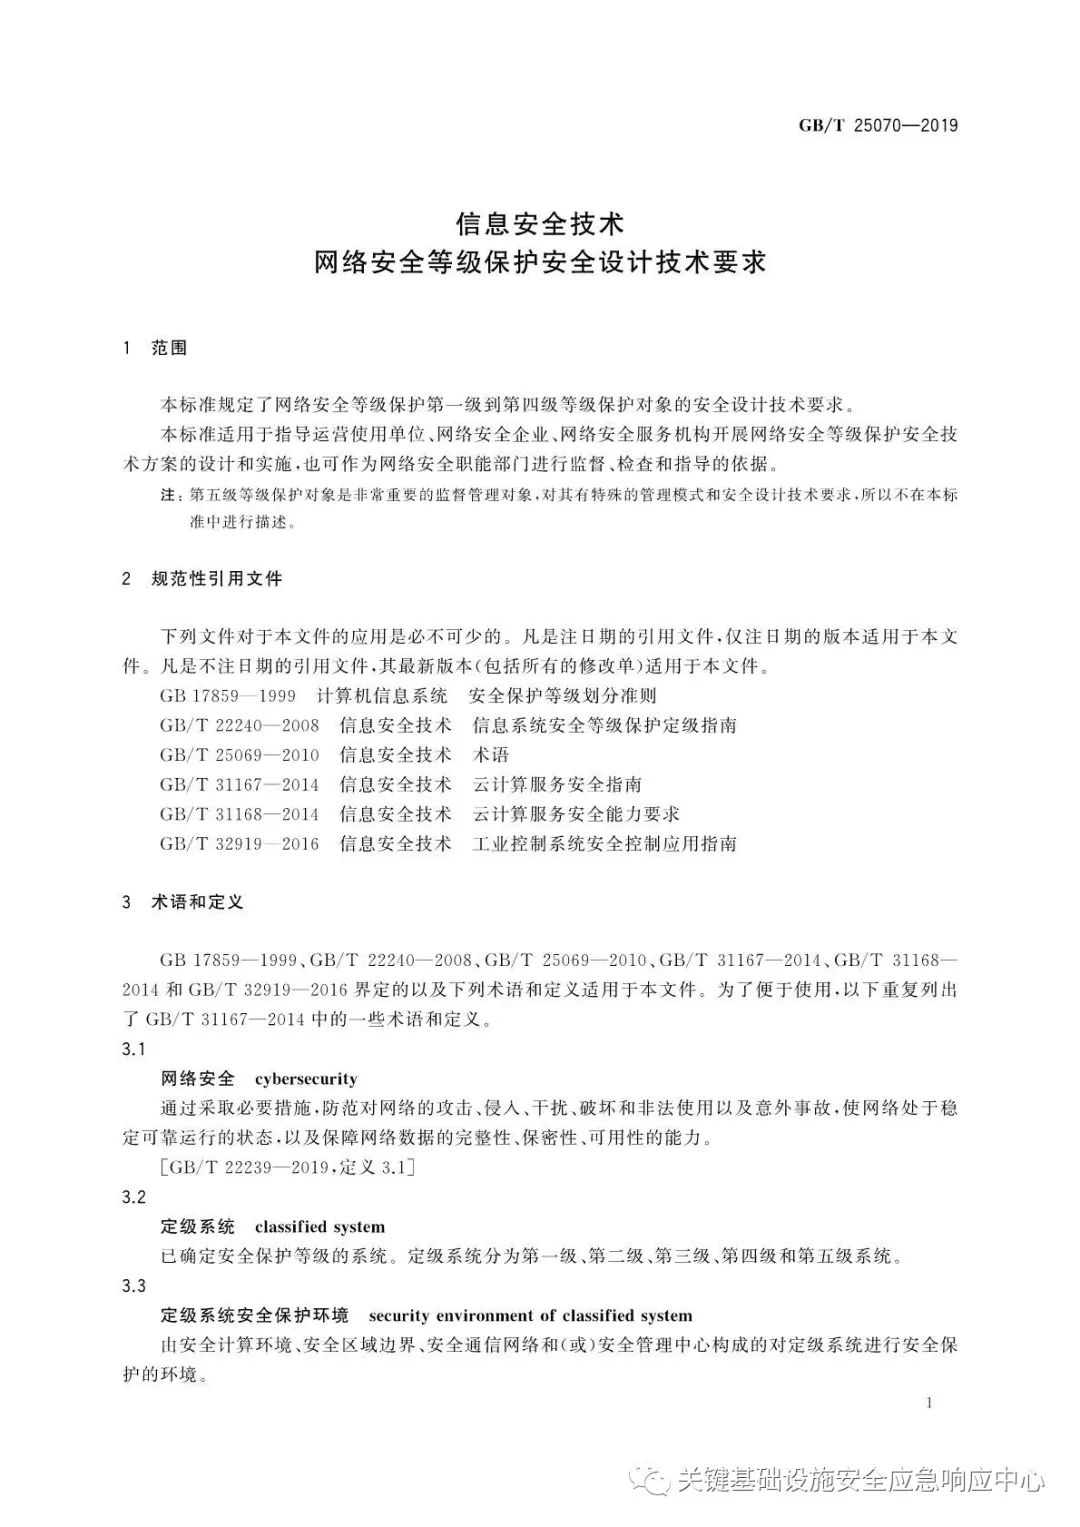 GB/T 25070—2019
信息安全技术
网络安全等级保护安全设计技术要求
1 范围
本标准规定了网络安全等级保护第一级到第四级等级保护对象的安全设计技术要求。
本标准适用于指导运营使用单位、网络安全企业、网络安全服务机构开展网络安全等级保护安全技
术方案的设计和实施,也可作为网络安全职能部门进行监督、检查和指导的依据。
注:第五级等级保护对象是非常重要的监督管理对象,对其有特殊的管理模式和安全设计技术要求,所以不在本标
准中进行描述。
2 规范性引用文件
下列文件对于本文件的应用是必不可少的。凡是注日期的引用文件,仅注日期的版本适用于本文
件。凡是不注日期的引用文件,其最新版本(包括所有的修改单)适用于本文件。
GB 17859—1999 计算机信息系统 安全保护等级划分准则
GB/T 22240—2008 信息安全技术 信息系统安全等级保护定级指南
GB/T 25069—2010 信息安全技术 术语
GB/T 31167—2014 信息安全技术 云计算服务安全指南
GB/T 31168—2014 信息安全技术 云计算服务安全能力要求
GB/T 32919—2016 信息安全技术 工业控制系统安全控制应用指南
3 术语和定义
GB 17859—1999、GB/T 22240—2008、GB/T 25069—2010、GB/T 31167—2014、GB/T 31168—
2014 和 GB/T 32919—2016 界定的以及下列术语和定义适用于本文件。为了便于使用,以下重复列出
了 GB/T 31167—2014 中的一些术语和定义。
3.1
网络安全 cybersecurity
通过采取必要措施,防范对网络的攻击、侵入、干扰、破坏和非法使用以及意外事故,使网络处于稳
定可靠运行的状态,以及保障网络数据的完整性、保密性、可用性的能力。
[GB/T 22239—2019,定义 3.1]
3.2
定级系统 classified system
已确定安全保护等级的系统。定级系统分为第一级、第二级、第三级、第四级和第五级系统。
3.3
定级系统安全保护环境 security environment of classified system
由安全计算环境、安全区域边界、安全通信网络和(或)安全管理中心构成的对定级系统进行安全保
护的环境。
1
关键基础设施安全应急响应中心